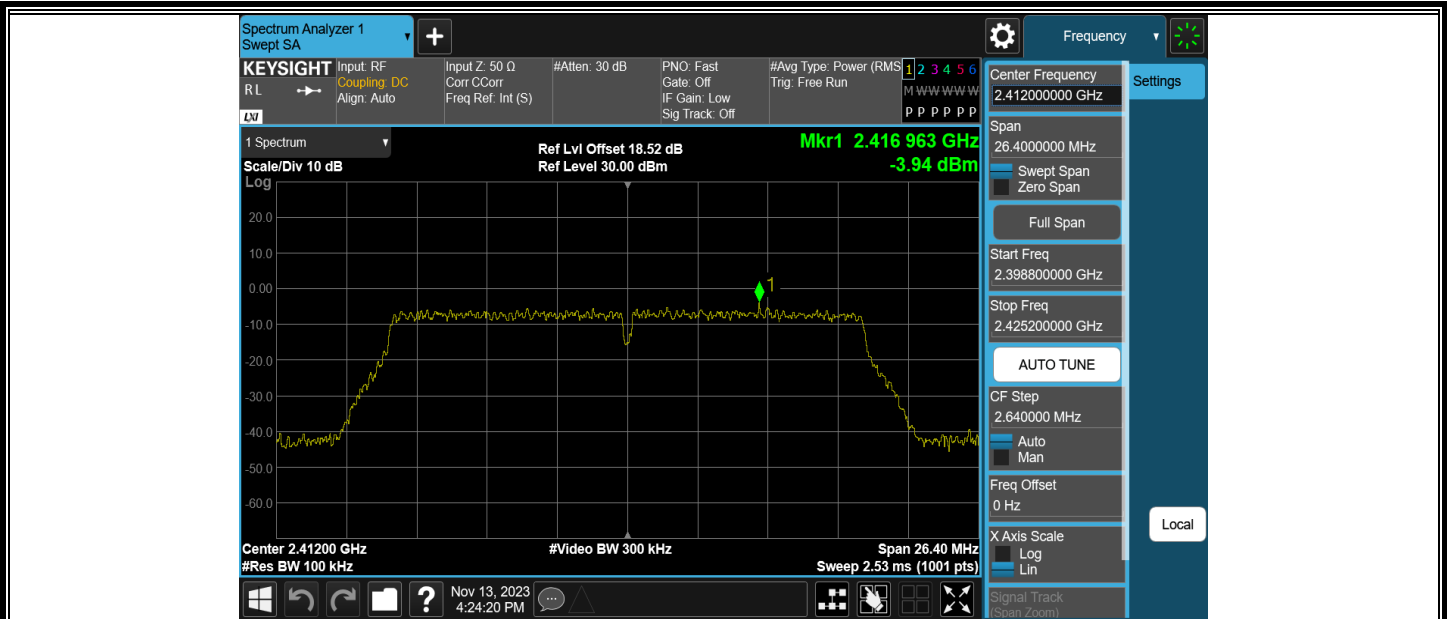 Spectrum Analyzer 1
Swept SA
+
Frequency
KEYSIGHT
RL
LXI
Input: RF
Coupling: DC
Align: Auto
Input Z: 50 Ω
Corr CCorr
Freq Ref: Int (S)
#Atten: 30 dB
PNO: Fast
Gate: Off
IF Gain: Low
Sig Track: Off
#Avg Type: Power (RMS
Trig: Free Run
1 2 3 4 5 6
M W W W W W
P P P P P P
1 Spectrum
Scale/Div 10 dB
Ref Lvl Offset 18.52 dB
Ref Level 30.00 dBm
Mkr1 2.416 963 GHz
-3.94 dBm
Log
20.0
10.0
0.00
-10.0
-20.0
-30.0
-40.0
-50.0
-60.0
1
Center 2.41200 GHz
#Res BW 100 kHz
#Video BW 300 kHz
Span 26.40 MHz
Sweep 2.53 ms (1001 pts)
?
Nov 13, 2023
4:24:20 PM
Center Frequency
2.412000000 GHz
Span
26.4000000 MHz
Swept Span
Zero Span
Full Span
Start Freq
2.398800000 GHz
Stop Freq
2.425200000 GHz
AUTO TUNE
CF Step
2.640000 MHz
Auto
Man
Freq Offset
0 Hz
X Axis Scale
Log
Lin
Signal Track
(Span Zoom)
Settings
Local